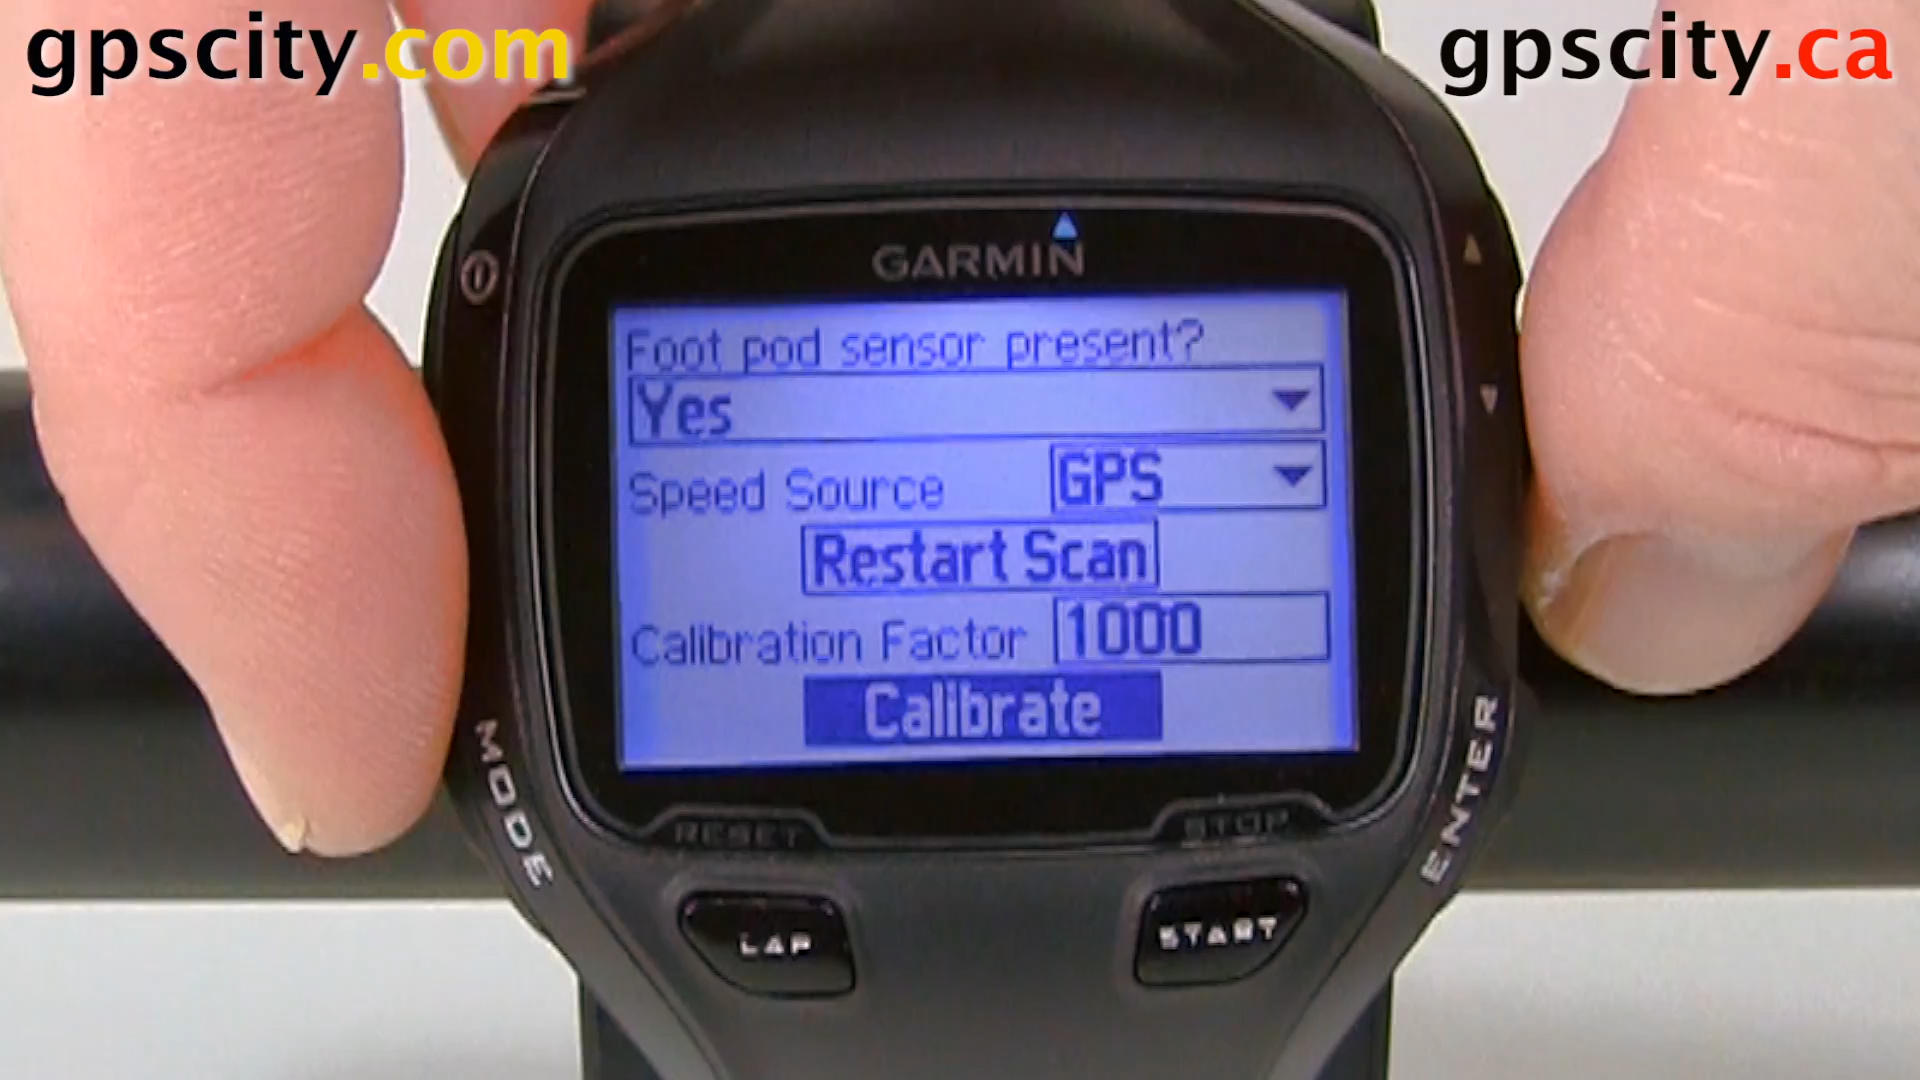 gpscity.com
gpscity.ca
GARMIN
Foot pod sensor present?
Yes
Speed Source GPS
Restart Scan
Calibration Factor 1000
Calibrate
MODE
ENTER
RESET
STOP
LAP
START